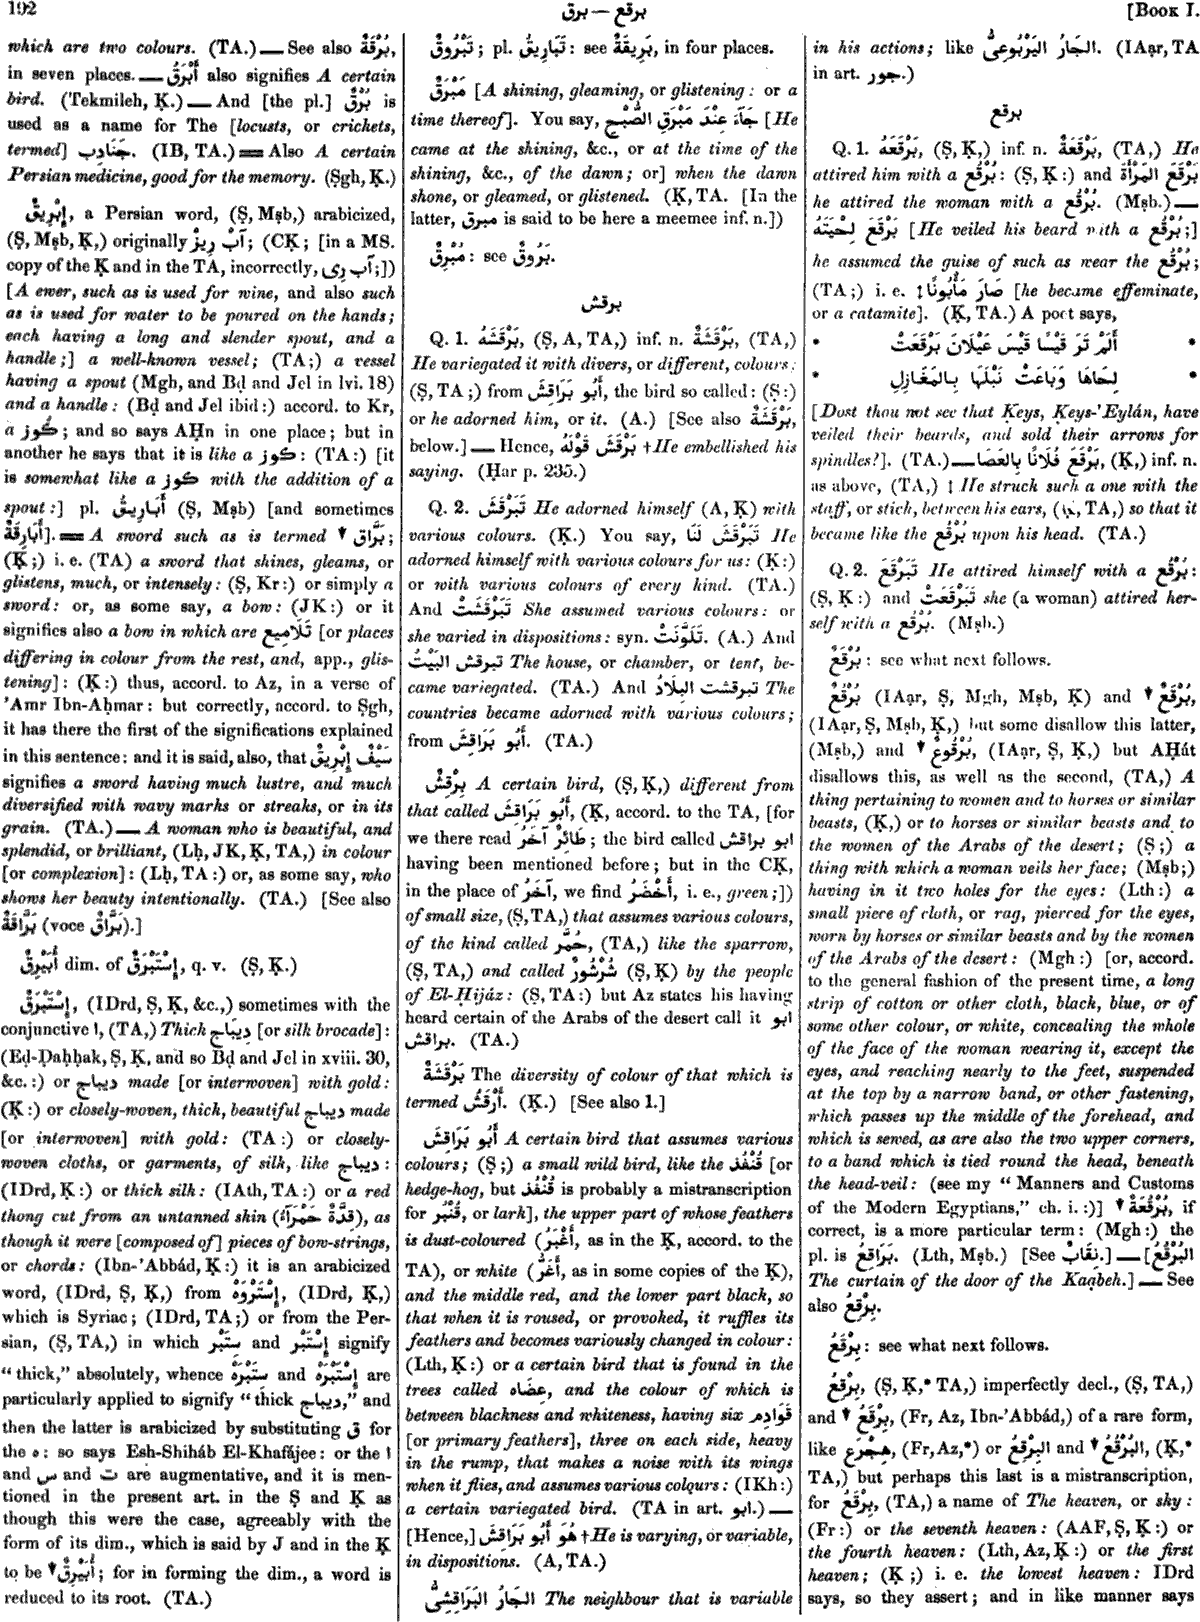 192
برقع — برق
[Book I.
which are two colours. (TA.) — See also بُرْقَةٌ,
in seven places. — أَبْرَقُ also signifies A certain
bird. (Tekmileh, Ḳ.) — And [the pl.] بُرْقٌ is
used as a name for The [locusts, or crickets,
termed] جَنَادِب. (IB, TA.) ═ Also A certain
Persian medicine, good for the memory. (Ṣgh, Ḳ.)
إِبْرِيقٌ, a Persian word, (Ṣ, Mṣb,) arabicized,
(Ṣ, Mṣb, Ḳ,) originally آبْ رِيزْ; (CḲ; [in a MS.
copy of the Ḳ and in the TA, incorrectly, آب رى;])
[A ewer, such as is used for wine, and also such
as is used for water to be poured on the hands;
each having a long and slender spout, and a
handle;] a well-known vessel; (TA;) a vessel
having a spout (Mgh, and Bḍ and Jel in lvi. 18)
and a handle: (Bḍ and Jel ibid:) accord. to Kr,
a كُوز; and so says AḤn in one place; but in
another he says that it is like a كوز: (TA:) [it
is somewhat like a كوز with the addition of a
spout:] pl. أَبَارِيقُ (Ṣ, Mṣb) [and sometimes
أَبَارِقَةٌ]. ═ A sword such as is termed ▼ بَرَّاق;
(Ḳ;) i. e. (TA) a sword that shines, gleams, or
glistens, much, or intensely: (Ṣ, Kr:) or simply a
sword: or, as some say, a bow: (JK:) or it
signifies also a bow in which are تَلَامِيع [or places
differing in colour from the rest, and, app., glis-
tening]: (Ḳ:) thus, accord. to Az, in a verse of
'Amr Ibn-Aḥmar: but correctly, accord. to Ṣgh,
it has there the first of the significations explained
in this sentence: and it is said, also, that سَيْفٌ إِبْرِيقٌ
signifies a sword having much lustre, and much
diversified with wavy marks or streaks, or in its
grain. (TA.) — A woman who is beautiful, and
splendid, or brilliant, (Lḥ, JK, Ḳ, TA,) in colour
[or complexion]: (Lḥ, TA:) or, as some say, who
shows her beauty intentionally. (TA.) [See also
بَرَّاقَةٌ (voce بَرَّاقٌ).]
أُبَيْرِقٌ dim. of إِسْتَبْرَقٌ, q. v. (Ṣ, Ḳ.)
إِسْتَبْرَقٌ, (IDrd, Ṣ, Ḳ, &c.,) sometimes with the
conjunctive ا, (TA,) Thick دِيبَاج [or silk brocade]:
(Eḍ-Ḍaḥḥak, Ṣ, Ḳ, and so Bḍ and Jel in xviii. 30,
&c.:) or ديباج made [or interwoven] with gold:
(Ḳ:) or closely-woven, thick, beautiful ديباج made
[or interwoven] with gold: (TA:) or closely-
woven cloths, or garments, of silk, like ديباج:
(IDrd, Ḳ:) or thick silk: (IAth, TA:) or a red
thong cut from an untanned skin (قِدَّةٌ حَمْرَآءُ), as
though it were [composed of] pieces of bow-strings,
or chords: (Ibn-'Abbád, Ḳ:) it is an arabicized
word, (IDrd, Ṣ, Ḳ,) from إِسْتَرْوَهْ, (IDrd, Ḳ,)
which is Syriac; (IDrd, TA;) or from the Per-
sian, (Ṣ, TA,) in which سِتَبْر and إِسْتَبْر signify
“thick,” absolutely, whence سِتَبْرَهْ and إِسْتَبْرَهْ are
particularly applied to signify “thick ديباج,” and
then the latter is arabicized by substituting ق for
the ه: so says Esh-Shiháb El-Khafájee: or the ا
and س and ت are augmentative, and it is men-
tioned in the present art. in the Ṣ and Ḳ as
though this were the case, agreeably with the
form of its dim., which is said by J and in the Ḳ
to be ▼ أُبَيْرِقٌ; for in forming the dim., a word is
reduced to its root. (TA.)
تَبْرُوقٌ; pl. تَبَارِيقُ: see بَرِيقَةٌ, in four places.
مَبْرَقٌ [A shining, gleaming, or glistening: or a
time thereof]. You say, جَآءَ عِنْدَ مَبْرَقِ الصُّبْحِ [He
came at the shining, &c., or at the time of the
shining, &c., of the dawn; or] when the dawn
shone, or gleamed, or glistened. (Ḳ, TA. [In the
latter, مبرق is said to be here a meemee inf. n.])
مُبْرِقٌ: see بَرُوقٌ.
برقش
Q. 1. بَرْقَشَهُ, (Ṣ, A, TA,) inf. n. بَرْقَشَةٌ, (TA,)
He variegated it with divers, or different, colours:
(Ṣ, TA;) from أَبُو بَرَاقِشَ, the bird so called: (Ṣ:)
or he adorned him, or it. (A.) [See also بَرْقَشَةٌ,
below.] — Hence, بَرْقَشَ قَوْلَهُ †He embellished his
saying. (Ḥar p. 235.)
Q. 2. تَبَرْقَشَ He adorned himself (A, Ḳ) with
various colours. (Ḳ.) You say, تَبَرْقَشَ لَنَا He
adorned himself with various colours for us: (Ḳ:)
or with various colours of every kind. (TA.)
And تَبَرْقَشَتْ She assumed various colours: or
she varied in dispositions: syn. تَلَوَّنَتْ. (A.) And
تبرقش البَيْتُ The house, or chamber, or tent, be-
came variegated. (TA.) And تبرقشت البِلَادُ The
countries became adorned with various colours;
from أَبُو بَرَاقِشَ. (TA.)
بِرْقِشٌ A certain bird, (Ṣ, Ḳ,) different from
that called أَبُو بَرَاقِشَ, (Ḳ, accord. to the TA, [for
we there read طَائِرٌ آخَرُ; the bird called ابو براقش
having been mentioned before; but in the CḲ,
in the place of آخَرُ, we find أَخْضَرُ, i. e., green;])
of small size, (Ṣ, TA,) that assumes various colours,
of the kind called حُمَّر, (TA,) like the sparrow,
(Ṣ, TA,) and called شُرْشُورٌ (Ṣ, Ḳ) by the people
of El-Ḥijáz: (Ṣ, TA:) but Az states his having
heard certain of the Arabs of the desert call it ابو
براقش. (TA.)
بَرْقَشَةٌ The diversity of colour of that which is
termed أَرْقَشُ. (Ḳ.) [See also 1.]
أَبُو بَرَاقِشَ A certain bird that assumes various
colours; (Ṣ;) a small wild bird, like the قُنْفُذ [or
hedge-hog, but قُنْفُذ is probably a mistranscription
for قُنْبُر, or lark], the upper part of whose feathers
is dust-coloured (أَغْبَرُ, as in the Ḳ, accord. to the
TA), or white (أَغَرُّ, as in some copies of the Ḳ),
and the middle red, and the lower part black, so
that when it is roused, or provoked, it ruffles its
feathers and becomes variously changed in colour:
(Lth, Ḳ:) or a certain bird that is found in the
trees called عِضَاه, and the colour of which is
between blackness and whiteness, having six قَوَادِم
[or primary feathers], three on each side, heavy
in the rump, that makes a noise with its wings
when it flies, and assumes various colours: (IKh:)
a certain variegated bird. (TA in art. ابو.) —
[Hence,] هُوَ أَبُو بَرَاقِشَ †He is varying, or variable,
in dispositions. (A, TA.)
الجَارُ البَرَاقِشِىُّ The neighbour that is variable
in his actions; like الجَارُ اليَرْبُوعِىُّ. (IAạr, TA
in art. جور.)
برقع
Q. 1. بَرْقَعَهُ, (Ṣ, Ḳ,) inf. n. بَرْقَعَةٌ, (TA,) He
attired him with a بُرْقُع: (Ṣ, Ḳ:) and بَرْقَعَ المَرْأَةَ
he attired the woman with a بُرْقُع. (Mṣb.) —
بَرْقَعَ لِحْيَتَهُ [He veiled his beard with a بُرْقُع;]
he assumed the guise of such as wear the بُرْقُع;
(TA;) i. e. ‡صَارَ مَأْبُونًا [he became effeminate,
or a catamite]. (Ḳ, TA.) A poet says,
* أَلَمْ تَرَ قَيْسًا قَيْسَ عَيْلَانَ بَرْقَعَتْ *
* لِحَاهَا وَبَاعَتْ نَبْلَهَا بِالمَغَازِلِ *
[Dost thou not see that Ḳeys, Ḳeys-'Eylán, have
veiled their beards, and sold their arrows for
spindles?]. (TA.) — بَرْقَعَ فُلَانًا بِالعَصَا, (Ḳ,) inf. n.
as above, (TA,) ‡ He struck such a one with the
staff, or stick, between his ears, (Ḳ, TA,) so that it
became like the بُرْقُع upon his head. (TA.)
Q. 2. تَبَرْقَعَ He attired himself with a بُرْقُع:
(Ṣ, Ḳ:) and تَبَرْقَعَتْ she (a woman) attired her-
self with a بُرْقُع. (Mṣb.)
بُرْقَعٌ: see what next follows.
بُرْقُعٌ (IAạr, Ṣ, Mgh, Mṣb, Ḳ) and ▼ بُرْقَعٌ,
(IAạr, Ṣ, Mṣb, Ḳ,) but some disallow this latter,
(Mṣb,) and ▼ بُرْقُوعٌ, (IAạr, Ṣ, Ḳ,) but AḤát
disallows this, as well as the second, (TA,) A
thing pertaining to women and to horses or similar
beasts, (Ḳ,) or to horses or similar beasts and to
the women of the Arabs of the desert; (Ṣ;) a
thing with which a woman veils her face; (Mṣb;)
having in it two holes for the eyes: (Lth:) a
small piece of cloth, or rag, pierced for the eyes,
worn by horses or similar beasts and by the women
of the Arabs of the desert: (Mgh:) [or, accord.
to the general fashion of the present time, a long
strip of cotton or other cloth, black, blue, or of
some other colour, or white, concealing the whole
of the face of the woman wearing it, except the
eyes, and reaching nearly to the feet, suspended
at the top by a narrow band, or other fastening,
which passes up the middle of the forehead, and
which is sewed, as are also the two upper corners,
to a band which is tied round the head, beneath
the head-veil: (see my “Manners and Customs
of the Modern Egyptians,” ch. i.:)] ▼ بُرْقُعَةٌ, if
correct, is a more particular term: (Mgh:) the
pl. is بَرَاقِعُ. (Lth, Mṣb.) [See نِقَابٌ.] — [البُرْقُعُ
The curtain of the door of the Kaạbeh.] — See
also بِرْقِعُ.
بِرْقَعُ: see what next follows.
بِرْقِعُ, (Ṣ, Ḳ,* TA,) imperfectly decl., (Ṣ, TA,)
and ▼ بِرْقَعُ, (Fr, Az, Ibn-'Abbád,) of a rare form,
like هِجْرَع, (Fr, Az,*) or البِرْقِعُ and ▼ البُرْقُعُ, (Ḳ,*
TA,) but perhaps this last is a mistranscription,
for بِرْقَعُ, (TA,) a name of The heaven, or sky:
(Fr:) or the seventh heaven: (AAF, Ṣ, Ḳ:) or
the fourth heaven: (Lth, Az, Ḳ:) or the first
heaven; (Ḳ;) i. e. the lowest heaven: IDrd
says, so they assert; and in like manner says